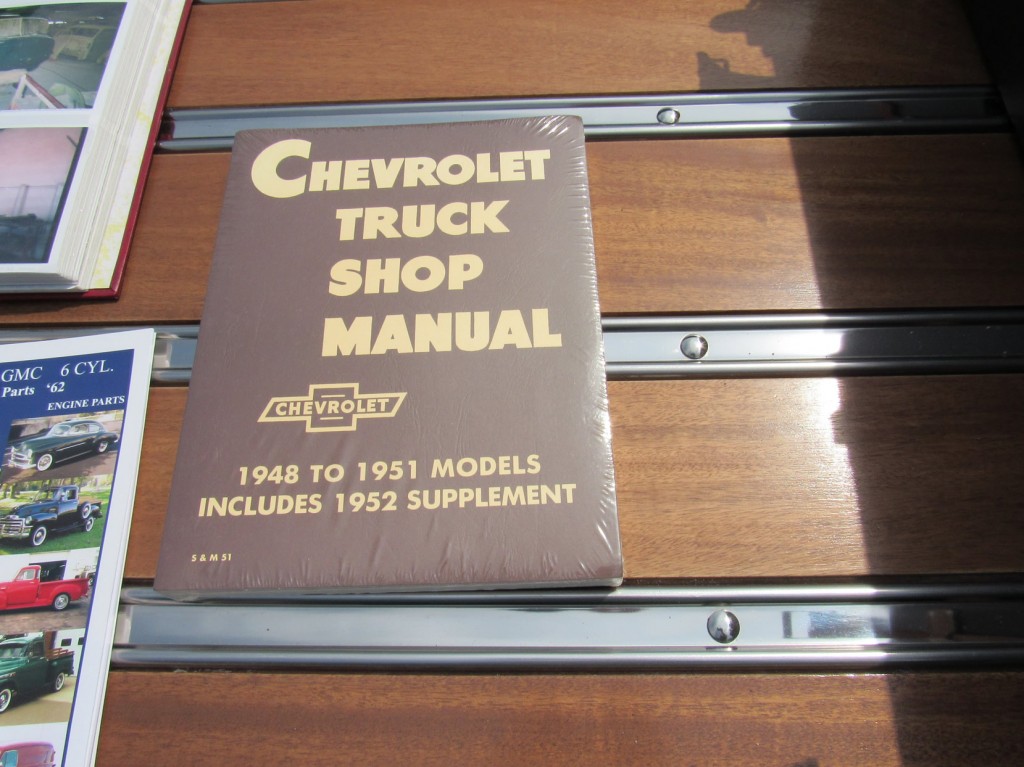 CHEVROLET
TRUCK
SHOP
MANUAL
CHEVROLET
1948 TO 1951 MODELS
INCLUDES 1952 SUPPLEMENT
S & M 51
GMC 6 CYL.
Parts '62
ENGINE PARTS